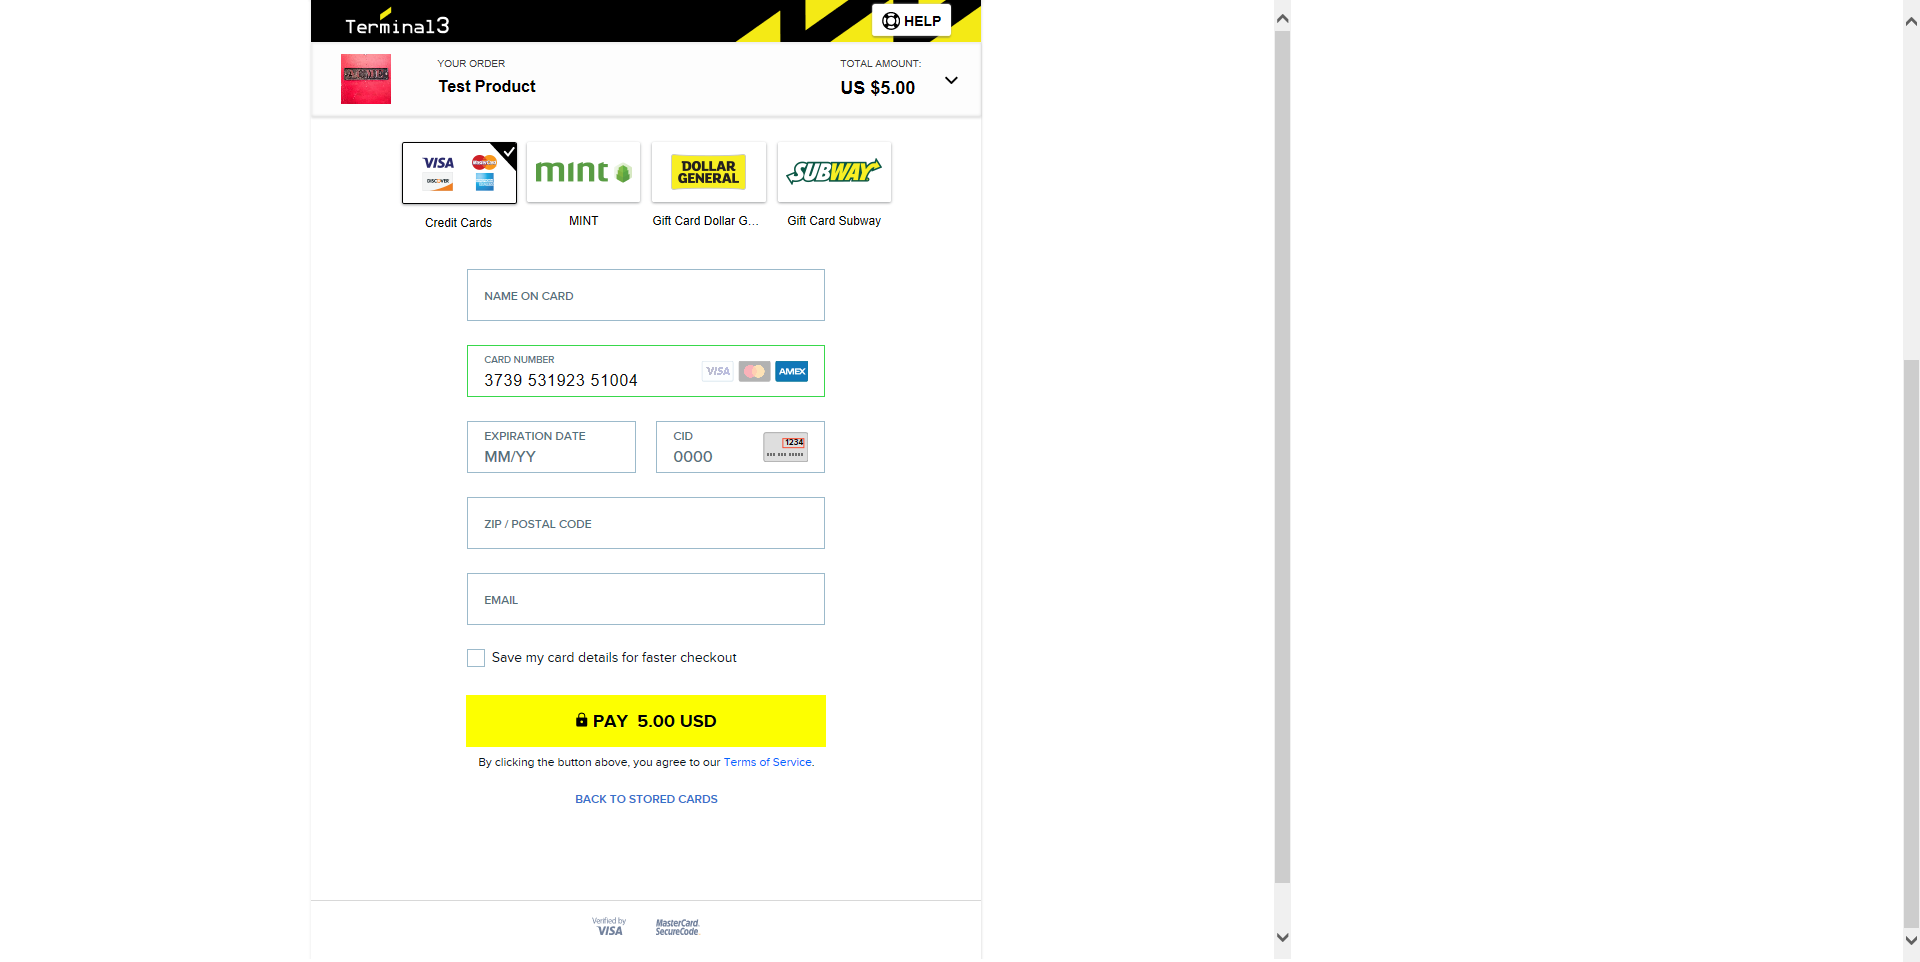 Terminal3
HELP
YOUR ORDER
Test Product
TOTAL AMOUNT:
US $5.00
VISA
MasterCard
DISCOVER
mint
DOLLAR
GENERAL
SUBWAY
Credit Cards
MINT
Gift Card Dollar G...
Gift Card Subway
NAME ON CARD
CARD NUMBER
3739 531923 51004
VISA
AMEX
EXPIRATION DATE
MM/YY
CID
0000
1234
ZIP / POSTAL CODE
EMAIL
Save my card details for faster checkout
PAY 5.00 USD
By clicking the button above, you agree to our Terms of Service.
BACK TO STORED CARDS
Verified by
VISA
MasterCard.
SecureCode